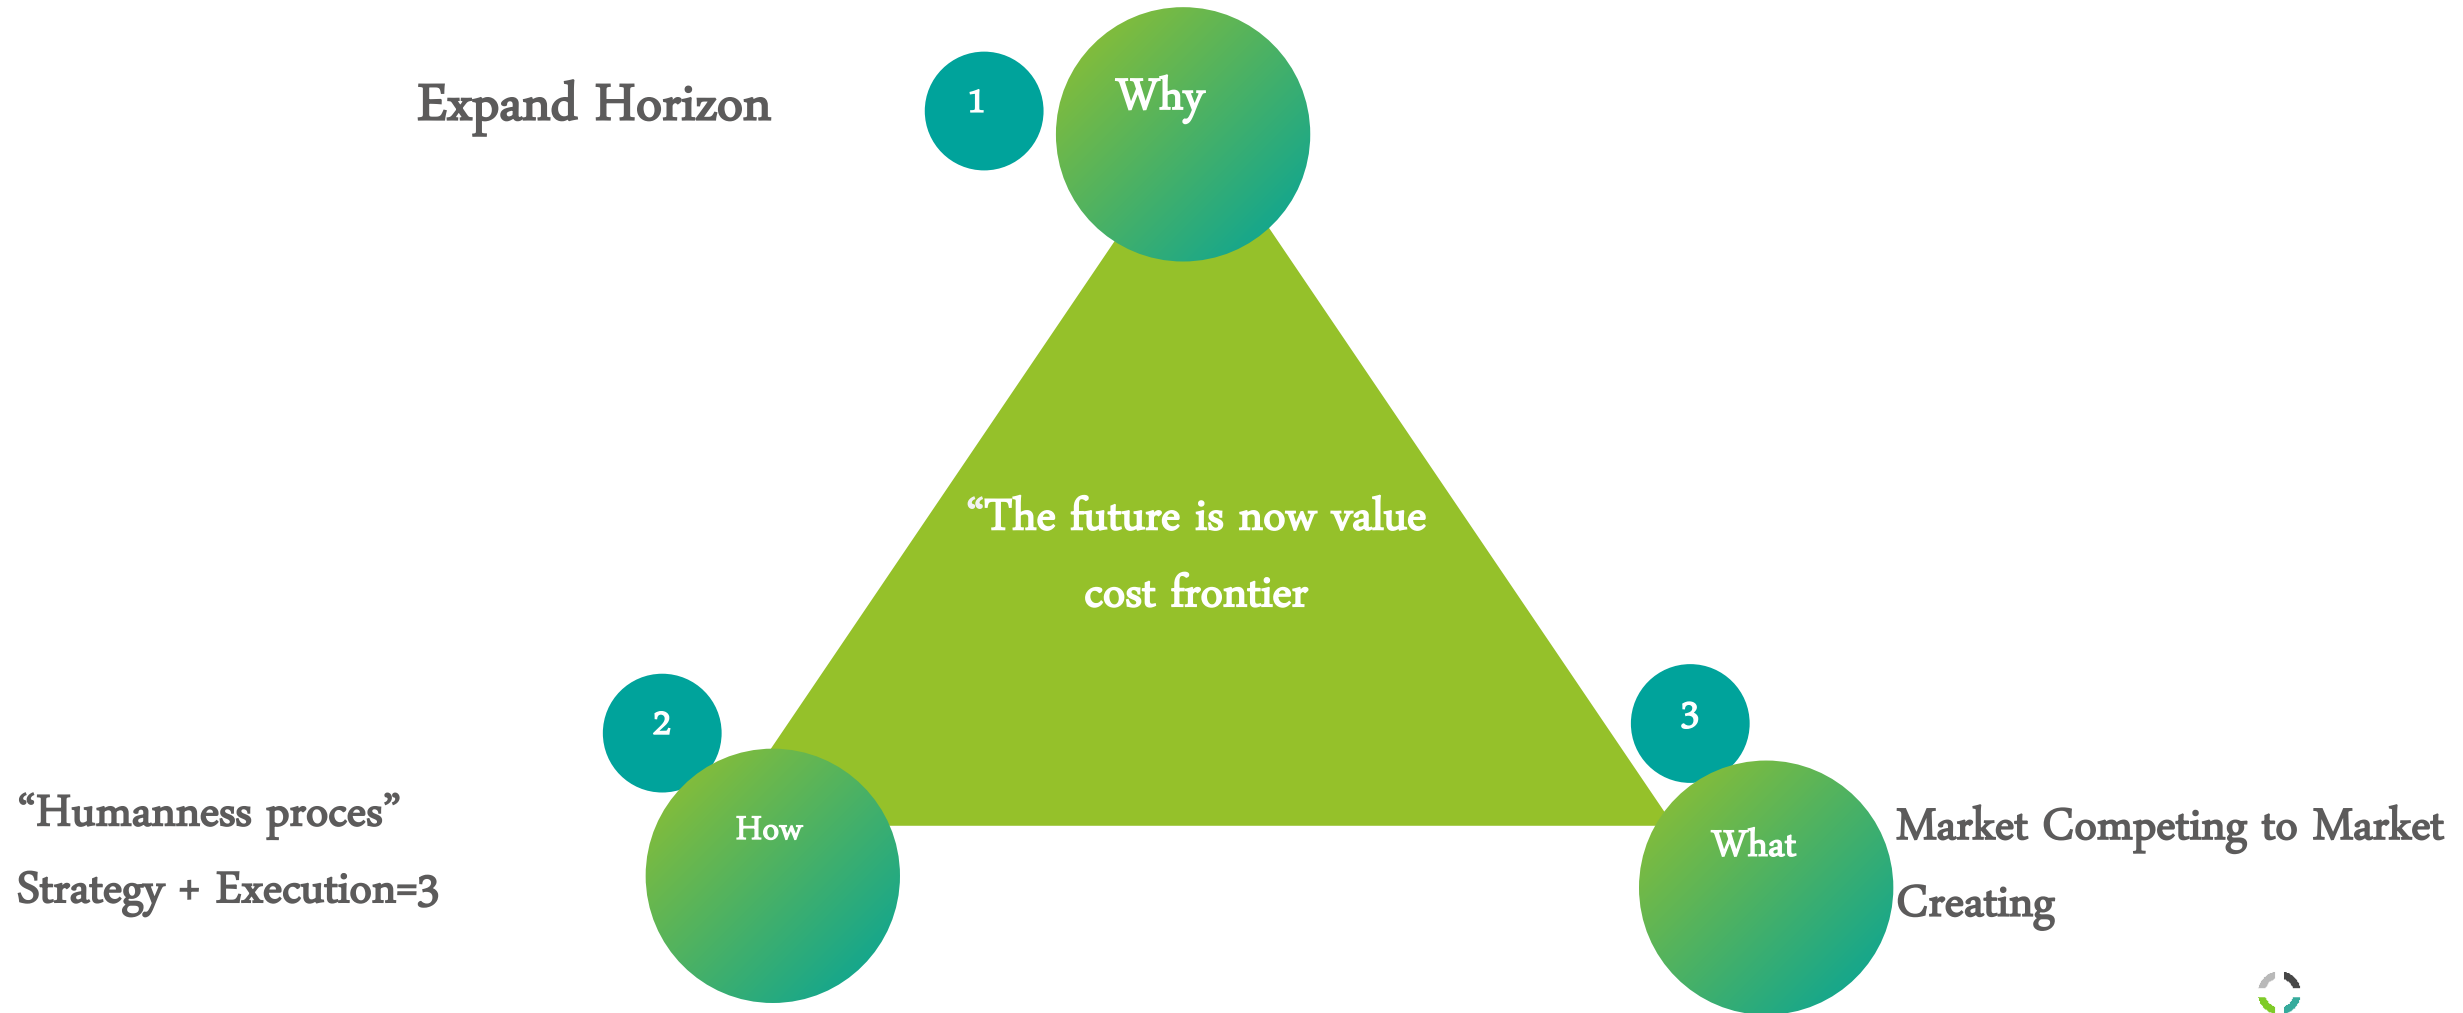 Expand Horizon
1
Why
“The future is now value
cost frontier
2
How
“Humanness proces”
Strategy + Execution=3
3
What
Market Competing to Market
Creating